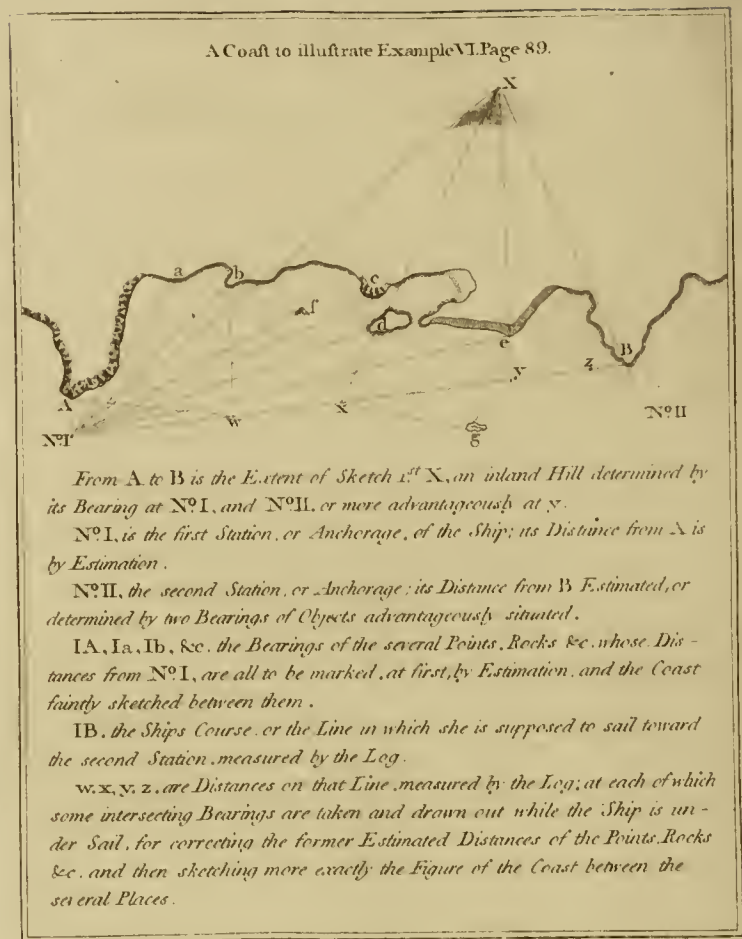 A Coaſt to illuſtrate Example VI. Page 89.
X
a b c
f
d
e
z B
A
y
x
w
N.º I
N.º II
g
From A to B is the Extent of Sketch 1.st X, an inland Hill determined by
its Bearing at N.º I, and N.º II. or more advantageously at y.
N.º I, is the first Station, or Anchorage, of the Ship; its Distance from A is
by Estimation.
N.º II, the second Station, or Anchorage; its Distance from B Estimated, or
determined by two Bearings of Objects advantageously situated.
IA, Ia, Ib, &c. the Bearings of the several Points, Rocks &c. whose Dis-
tances from N.º I, are all to be marked, at first, by Estimation, and the Coast
faintly sketched between them.
IB. the Ships Course, or the Line in which she is supposed to sail toward
the second Station, measured by the Log.
w. x, y, z, are Distances on that Line, measured by the Log; at each of which
some intersecting Bearings are taken and drawn out while the Ship is un-
der Sail, for correcting the former Estimated Distances of the Points, Rocks
&c. and then sketching more exactly the Figure of the Coast between the
several Places.